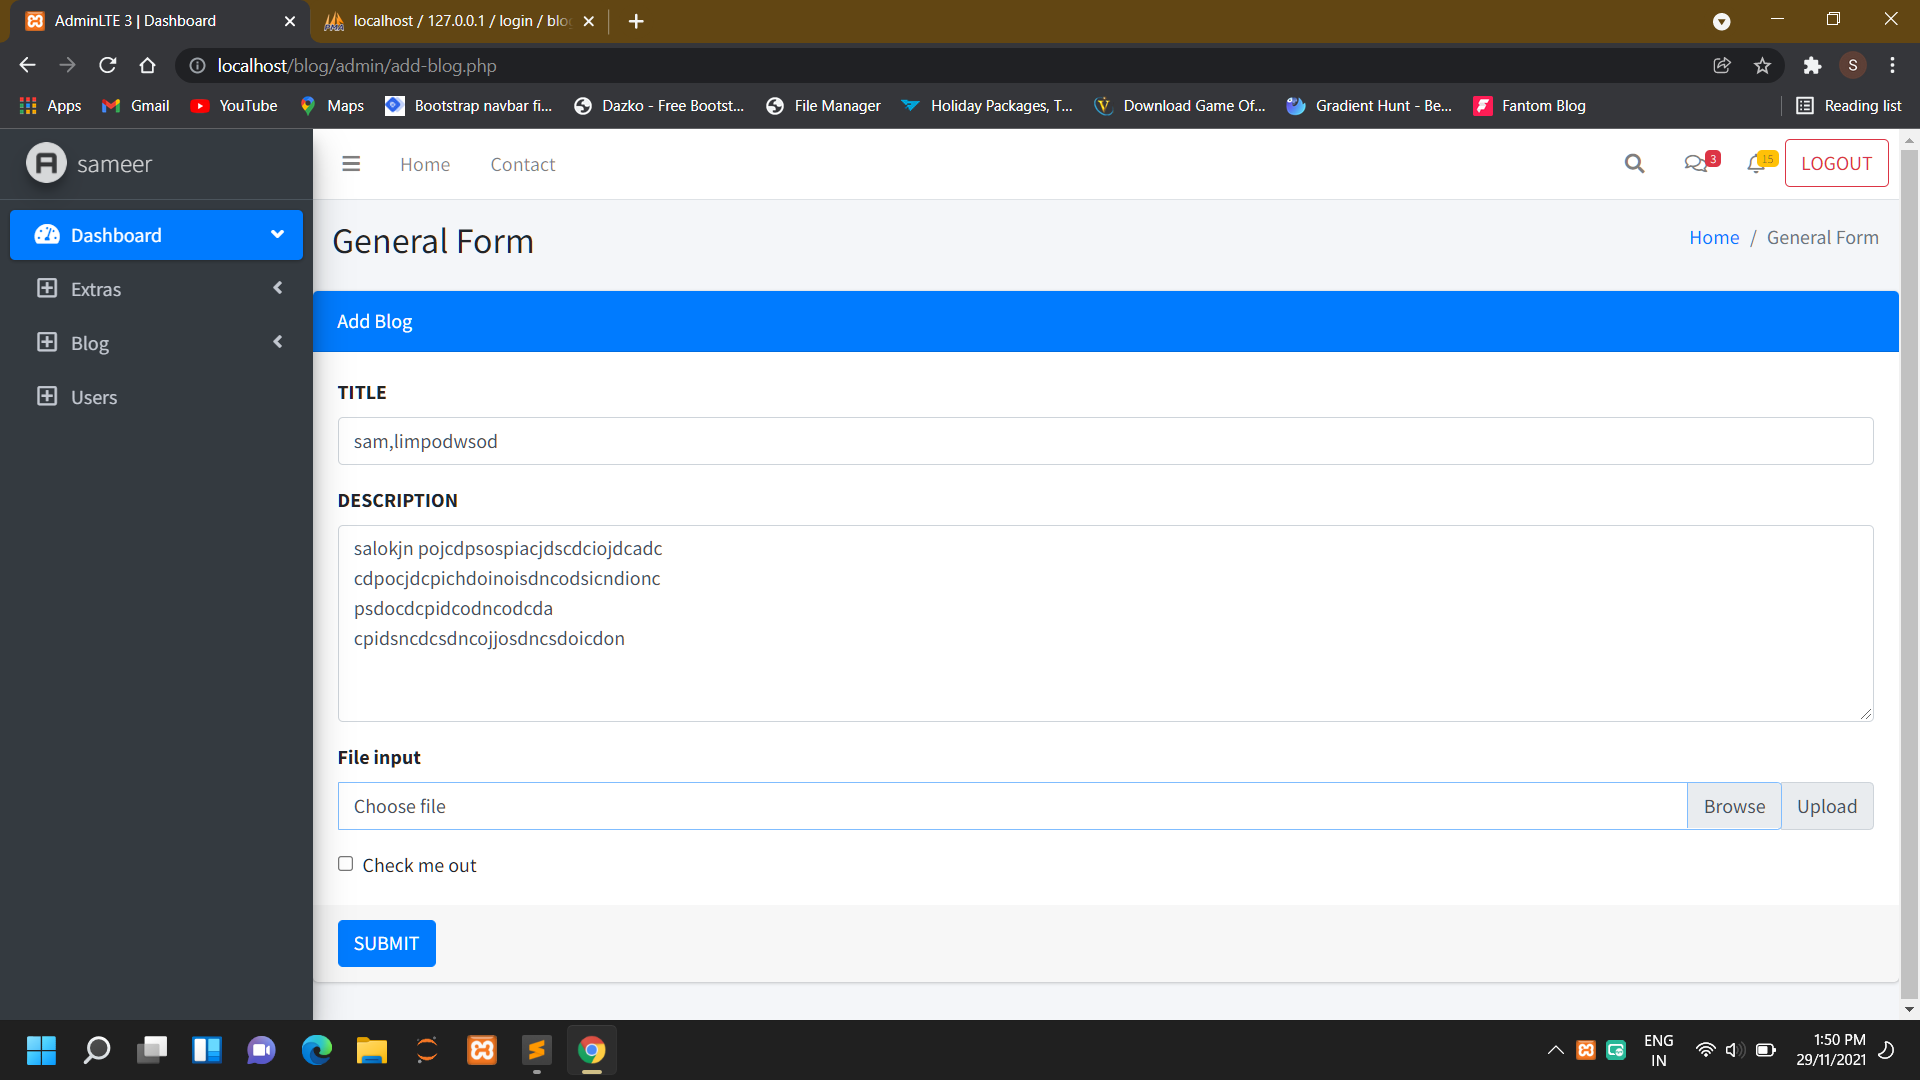 AdminLTE 3 | Dashboard
localhost / 127.0.0.1 / login / blo
localhost/blog/admin/add-blog.php
S
Apps
Gmail
YouTube
Maps
Bootstrap navbar fi...
Dazko - Free Bootst...
File Manager
Holiday Packages, T...
Download Game Of...
Gradient Hunt - Be...
Fantom Blog
Reading list
sameer
Home
Contact
3
15
LOGOUT
Dashboard
Extras
Blog
Users
General Form
Home / General Form
Add Blog
TITLE
sam,limpodwsod
DESCRIPTION
salokjn pojcdpsospiacjdscdciojdcadc
cdpocjdcpichdoinoisdncodsicndionc
psdocdcpidcodncodcda
cpidsncdcsdncojjosdncsdoicdon
File input
Choose file
Browse
Upload
Check me out
SUBMIT
ENG
IN
1:50 PM
29/11/2021